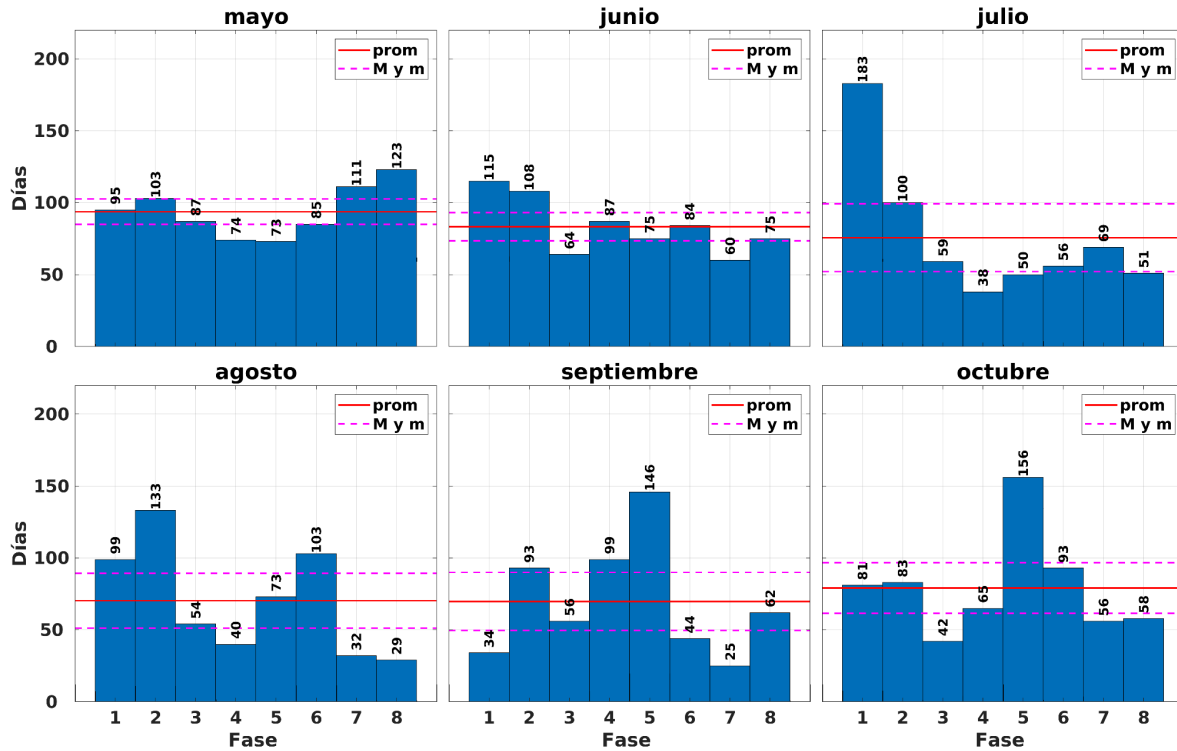 mayo
junio
julio
prom
M y m
prom
M y m
prom
M y m
Días
200
150
100
50
0
95
103
87
74
73
85
111
123
115
108
64
87
75
84
60
75
183
100
59
38
50
56
69
51
agosto
septiembre
octubre
prom
M y m
prom
M y m
prom
M y m
Días
200
150
100
50
0
99
133
54
40
73
103
32
29
34
93
56
99
146
44
25
62
81
83
42
65
156
93
56
58
1 2 3 4 5 6 7 8
1 2 3 4 5 6 7 8
1 2 3 4 5 6 7 8
Fase
Fase
Fase